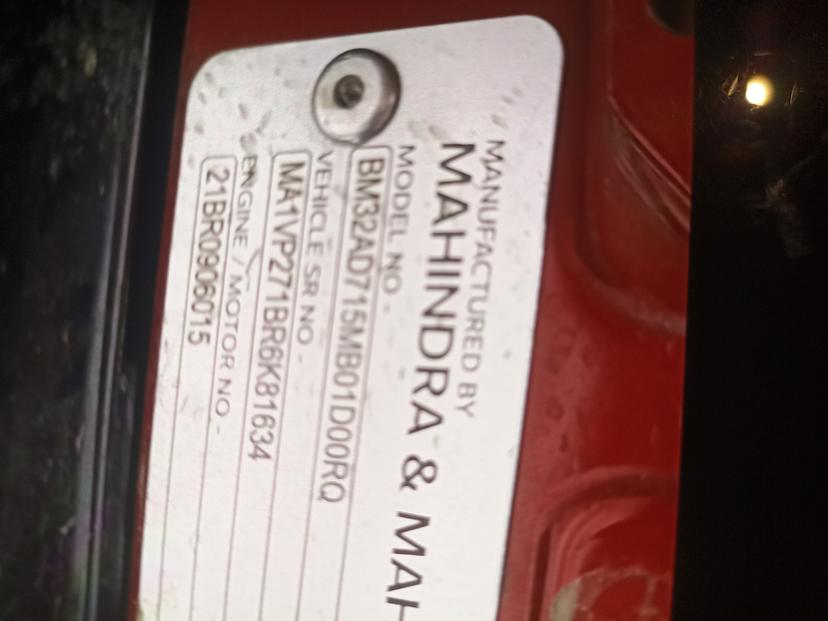 MANUFACTURED BY
MAHINDRA & MAH
MODEL NO -
BM32AD715MB01D00RQ
VEHICLE SR NO -
MA1VP271BR6K81634
ENGINE / MOTOR NO -
21BR0906015